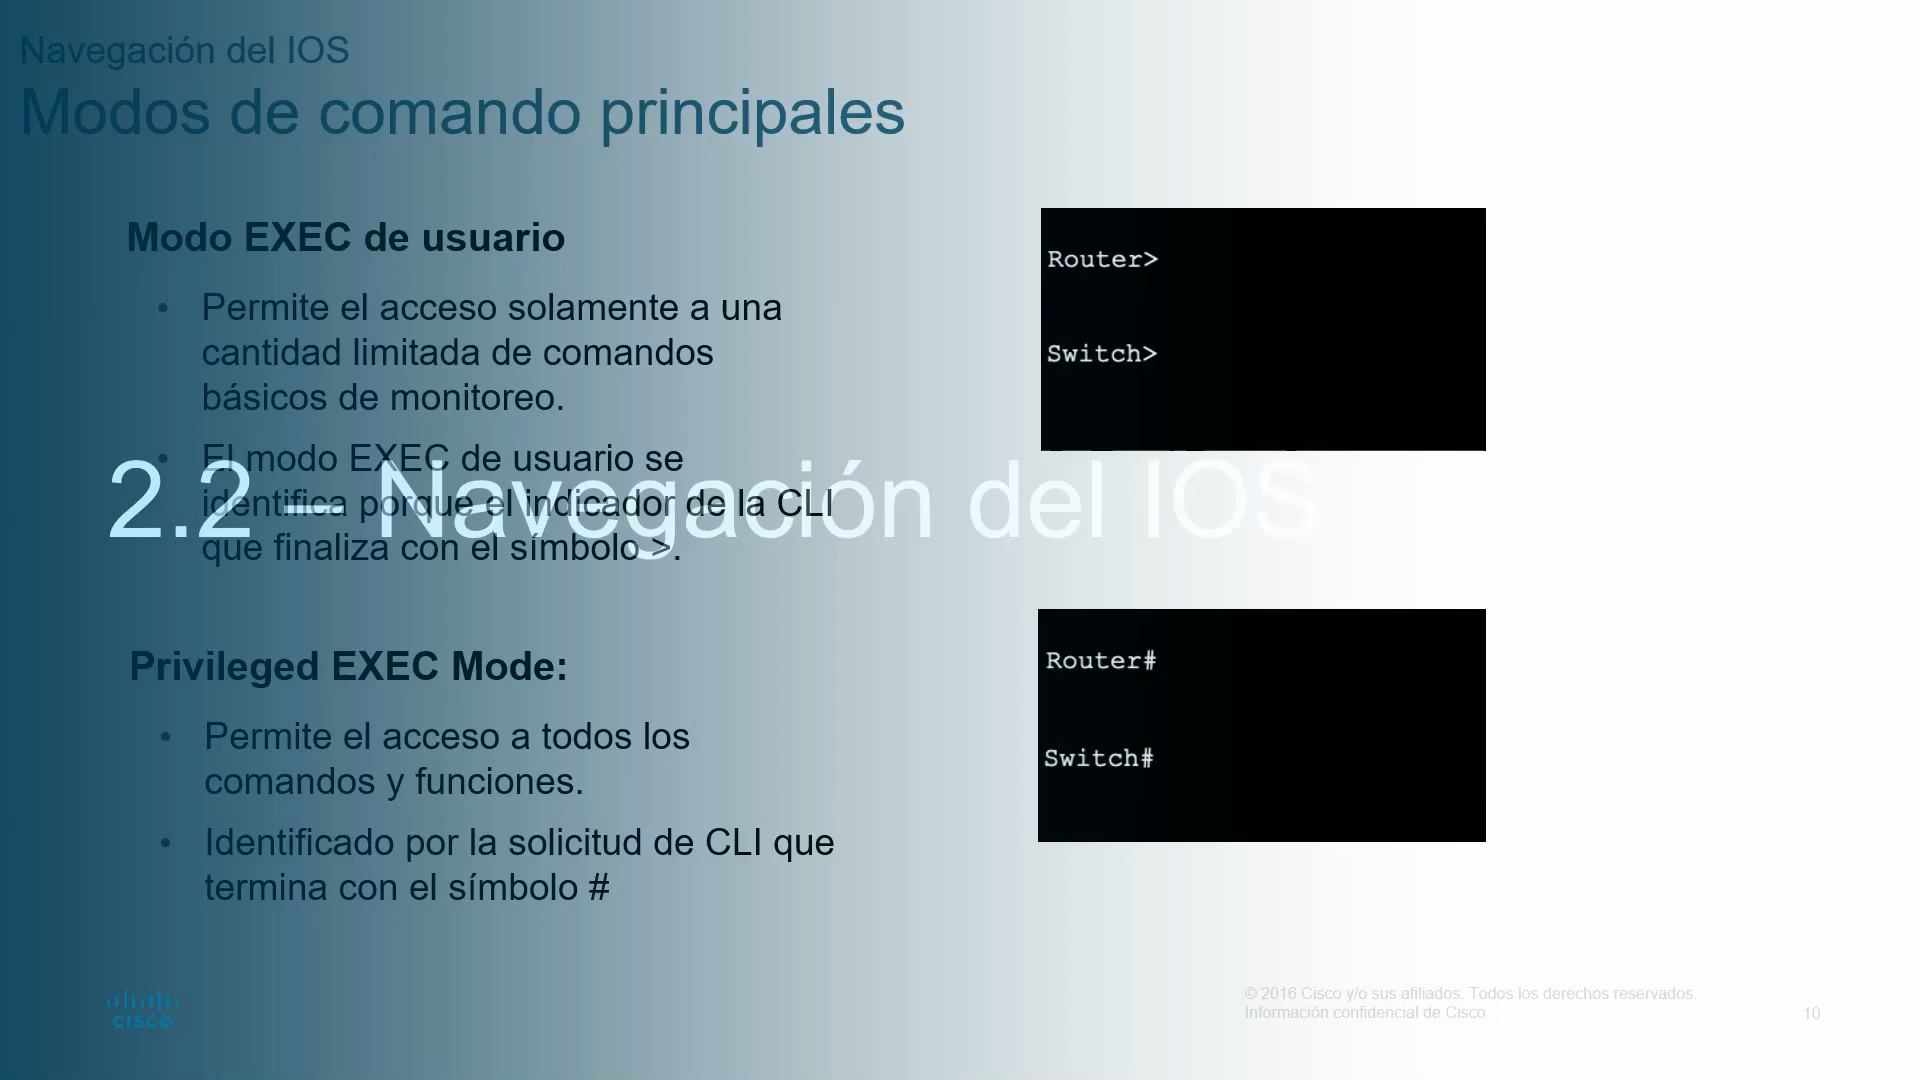 Navegación del IOS
Modos de comando principales
Modo EXEC de usuario
• Permite el acceso solamente a una
cantidad limitada de comandos
básicos de monitoreo.
• El modo EXEC de usuario se
identifica porque el indicador de la CLI
que finaliza con el símbolo >.
2.2 – Navegación del IOS
Router>
Switch>
Privileged EXEC Mode:
• Permite el acceso a todos los
comandos y funciones.
• Identificado por la solicitud de CLI que
termina con el símbolo #
Router#
Switch#
CISCO
© 2016 Cisco y/o sus afiliados. Todos los derechos reservados.
Información confidencial de Cisco
10